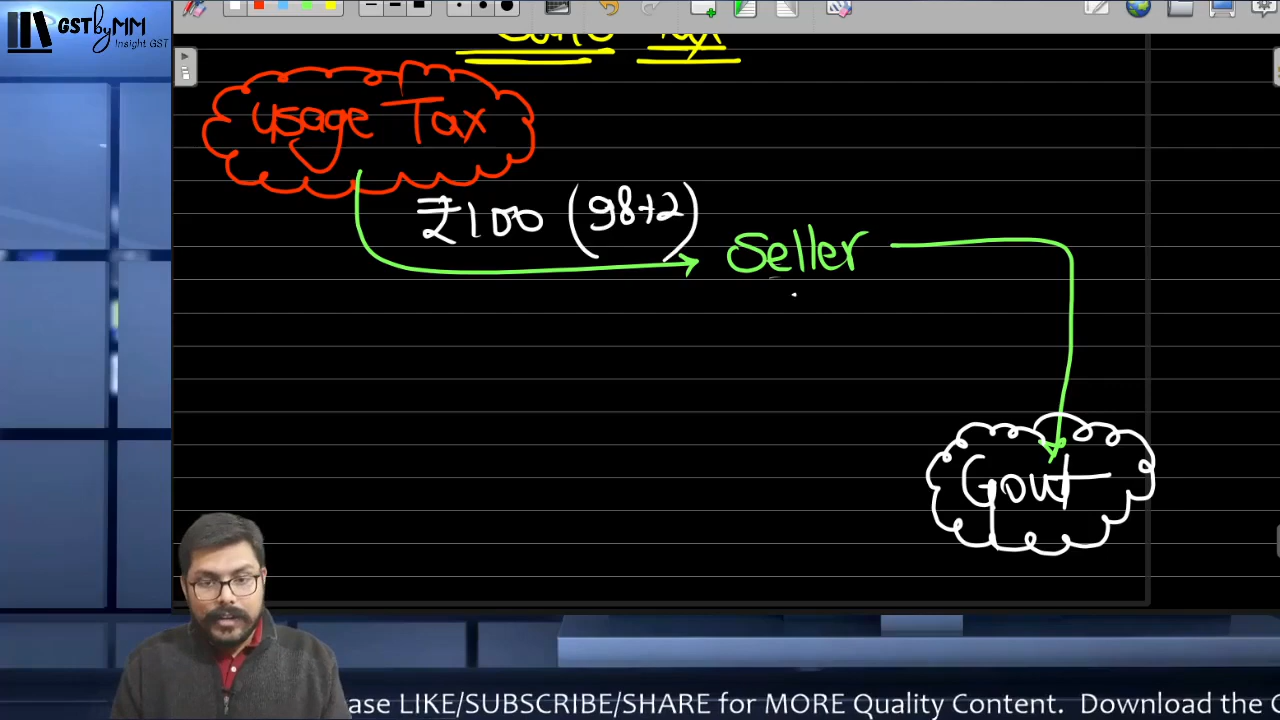 GSTbyMM
Insight GST
Tax
Usage Tax
₹100 (98+2)
Seller
Govt
ase LIKE/SUBSCRIBE/SHARE for MORE Quality Content. Download the